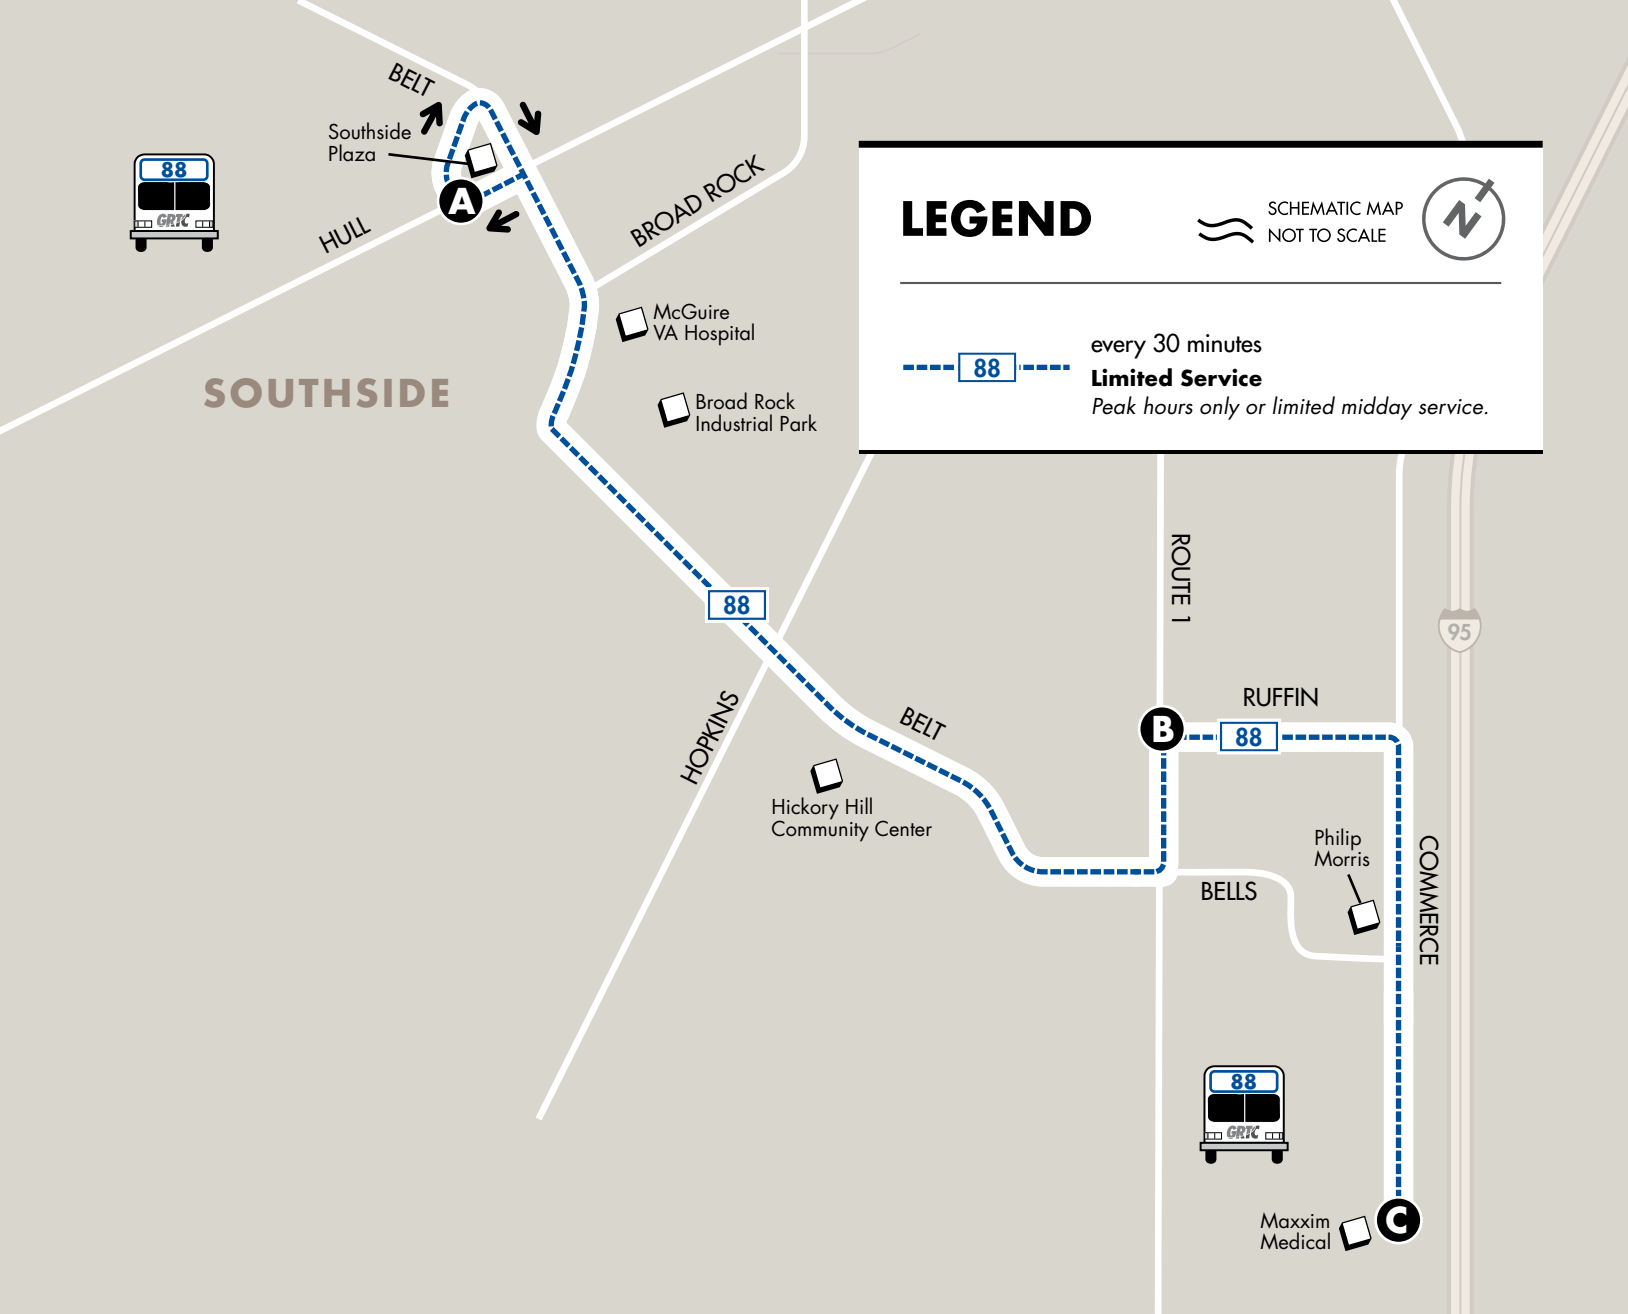 BELT
Southside
Plaza
88
GRTC
A
HULL
BROAD ROCK
LEGEND
SCHEMATIC MAP
NOT TO SCALE
N
every 30 minutes
88
Limited Service
Peak hours only or limited midday service.
McGuire
VA Hospital
SOUTHSIDE
Broad Rock
Industrial Park
ROUTE 1
88
95
HOPKINS
BELT
RUFFIN
B
88
Hickory Hill
Community Center
Philip
Morris
COMMERCE
BELLS
88
GRTC
Maxxim
Medical
C